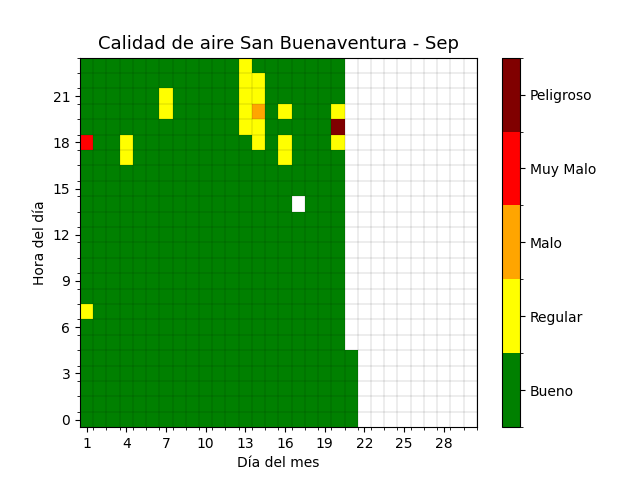 Calidad de aire San Buenaventura - Sep
Hora del día
21
18
15
12
9
6
3
0
1 4 7 10 13 16 19 22 25 28
Día del mes
Peligroso
Muy Malo
Malo
Regular
Bueno